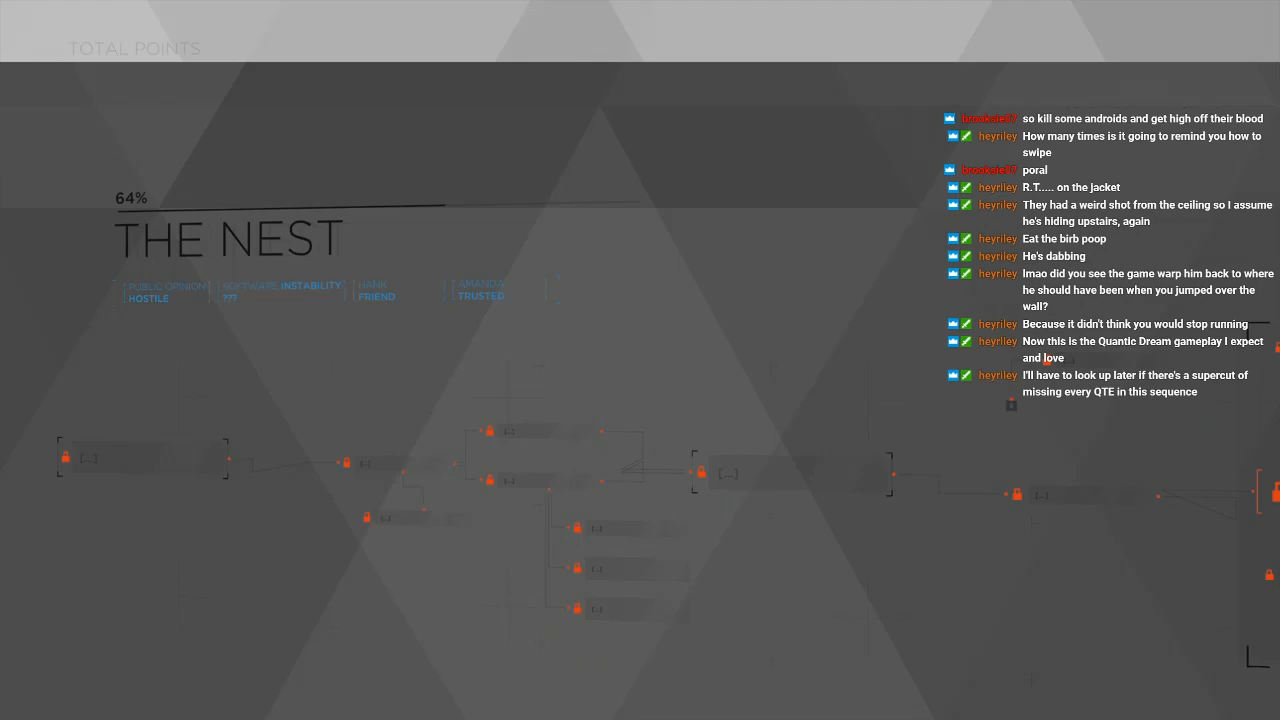 TOTAL POINTS
64%
THE NEST
PUBLIC OPINION SOFTWARE INSTABILITY HANK AMANDA
HOSTILE ??? FRIEND TRUSTED
[...]
[...]
[...]
[...]
[...]
[...]
[...]
[...]
[...]
[...]
brooksie07 so kill some androids and get high off their blood
heyriley How many times is it going to remind you how to
swipe
brooksie07 poral
heyriley R.T..... on the jacket
heyriley They had a weird shot from the ceiling so I assume
he's hiding upstairs, again
heyriley Eat the birb poop
heyriley He's dabbing
heyriley lmao did you see the game warp him back to where
he should have been when you jumped over the
wall?
heyriley Because it didn't think you would stop running
heyriley Now this is the Quantic Dream gameplay I expect
and love
heyriley I'll have to look up later if there's a supercut of
missing every QTE in this sequence